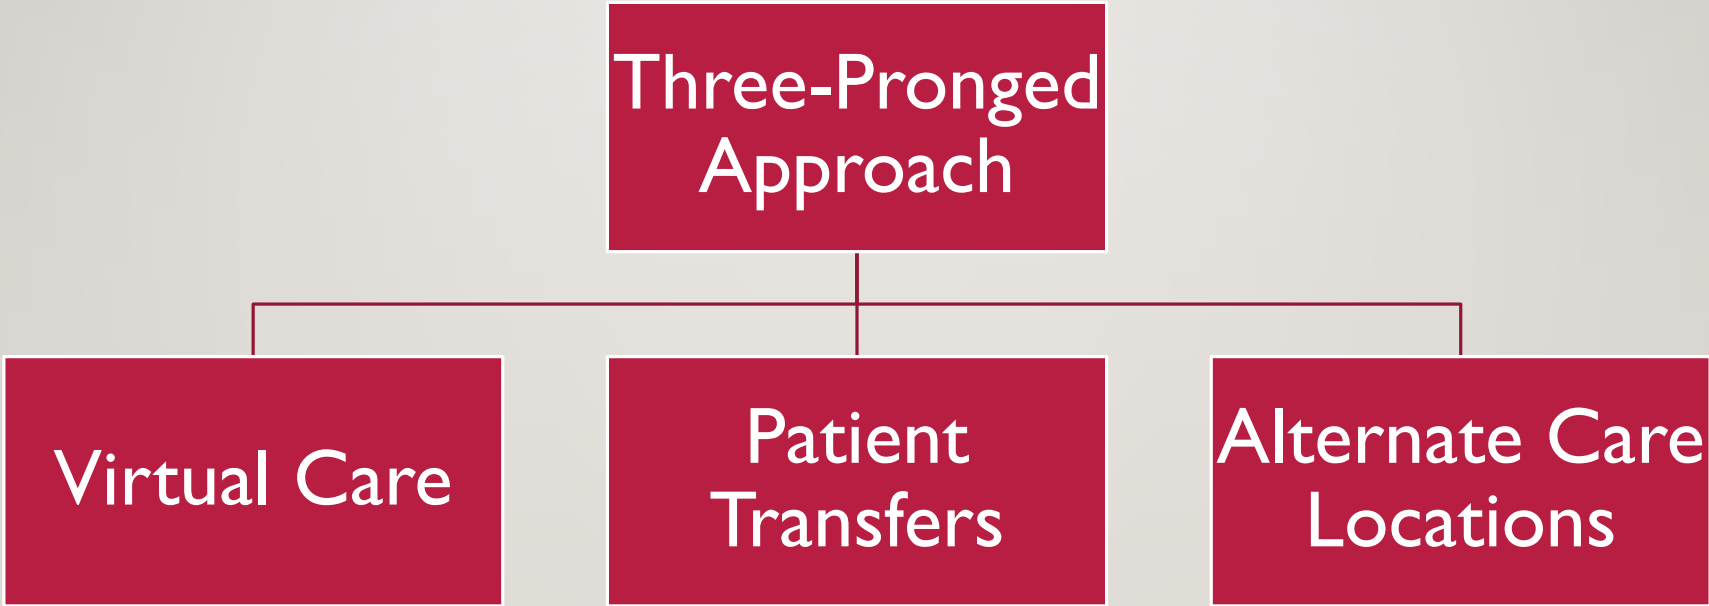 Three-Pronged
Approach
Virtual Care
Patient
Transfers
Alternate Care
Locations